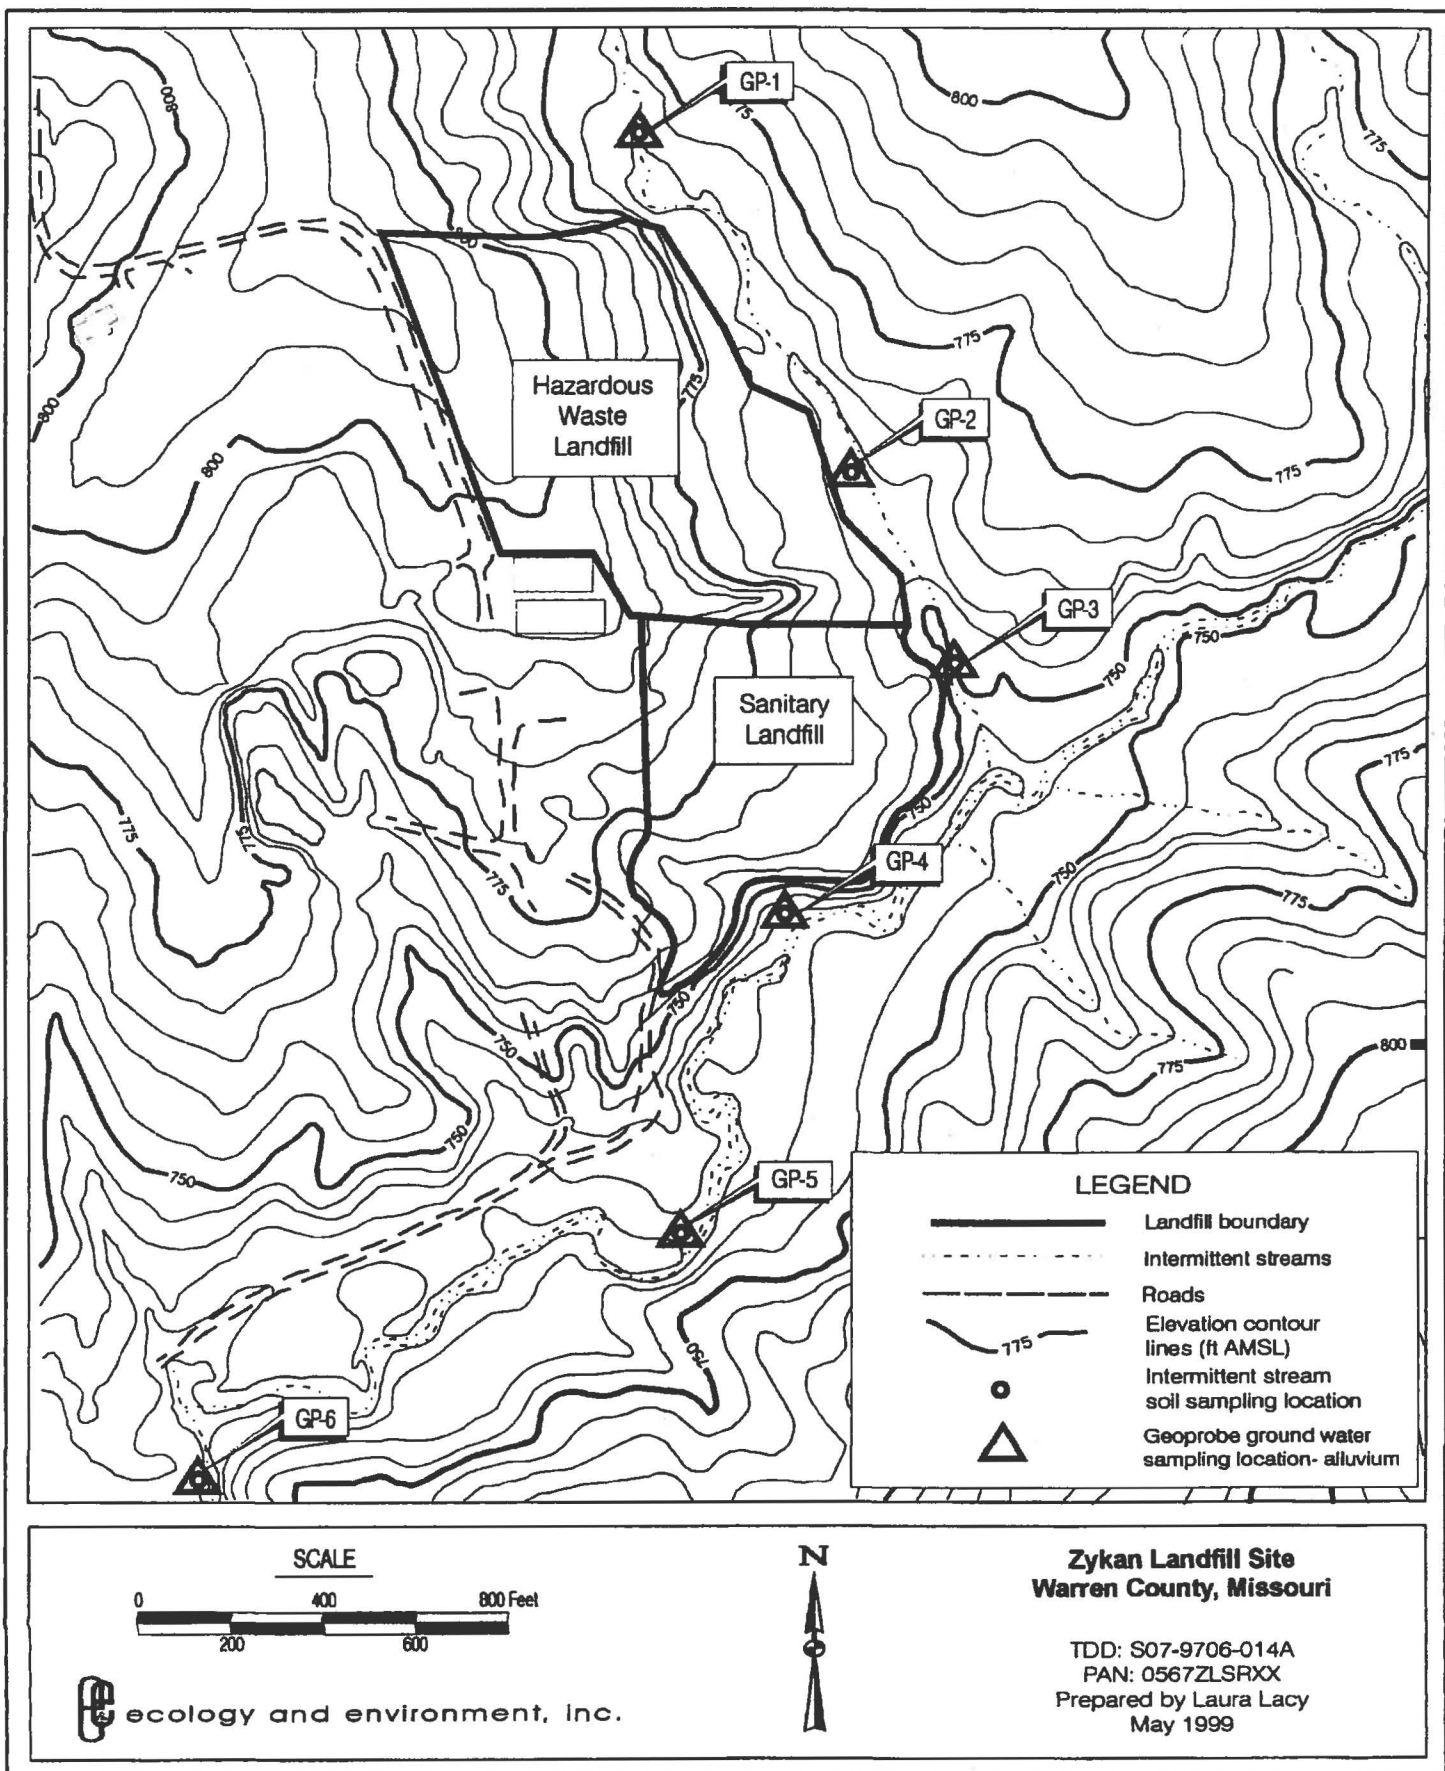 GP-1
800
800
75
775
800
775
Hazardous
Waste
Landfill
775
GP-2
800
800
775
GP-3
750
750
Sanitary
Landfill
775
775
775
750
GP-4
750
775
775
750
750
800
775
750
750
GP-5
750
GP-6
LEGEND
Landfill boundary
Intermittent streams
Roads
Elevation contour
lines (ft AMSL)
775
Intermittent stream
soil sampling location
Geoprobe ground water
sampling location- alluvium
SCALE
0 400 800 Feet
200 600
N
Zykan Landfill Site
Warren County, Missouri
TDD: S07-9706-014A
PAN: 0567ZLSRXX
Prepared by Laura Lacy
May 1999
ecology and environment, inc.